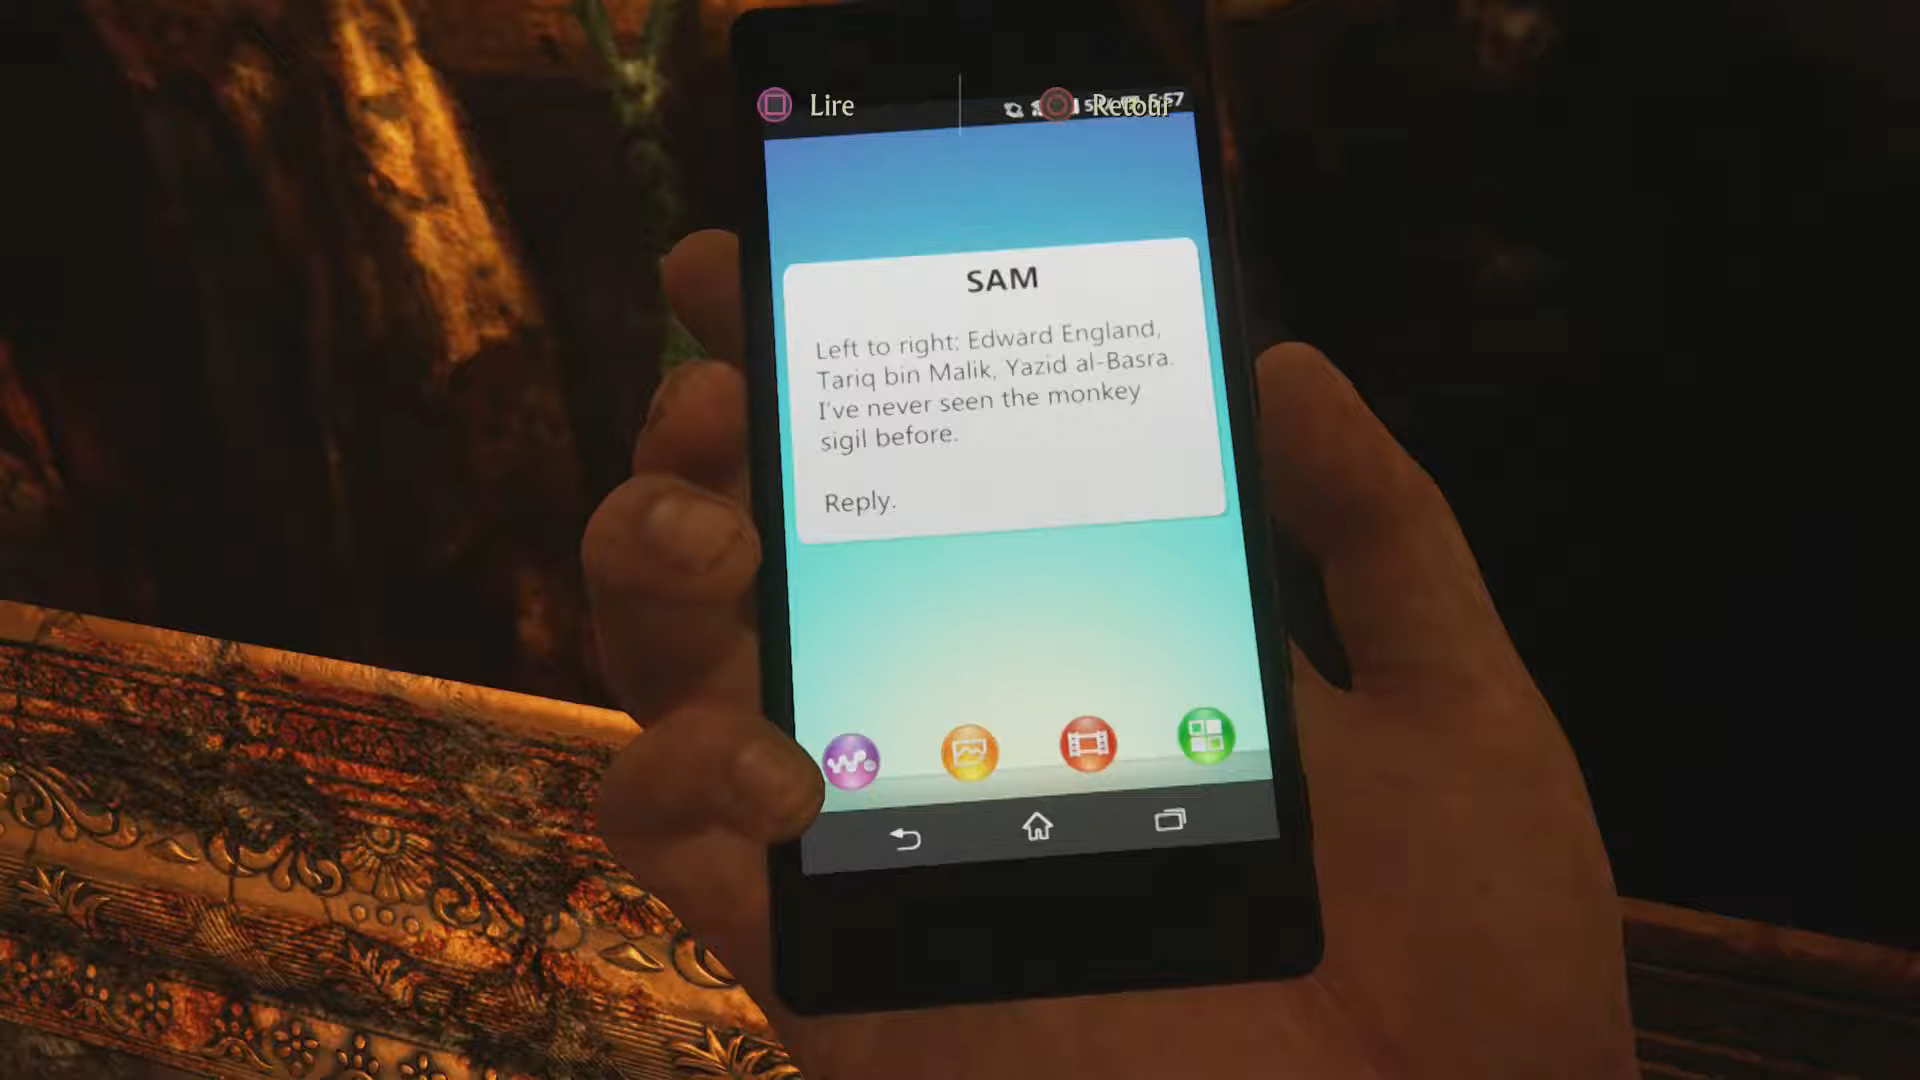 Lire
Retour
SAM
Left to right: Edward England,
Tariq bin Malik, Yazid al-Basra.
I've never seen the monkey
sigil before.
Reply.